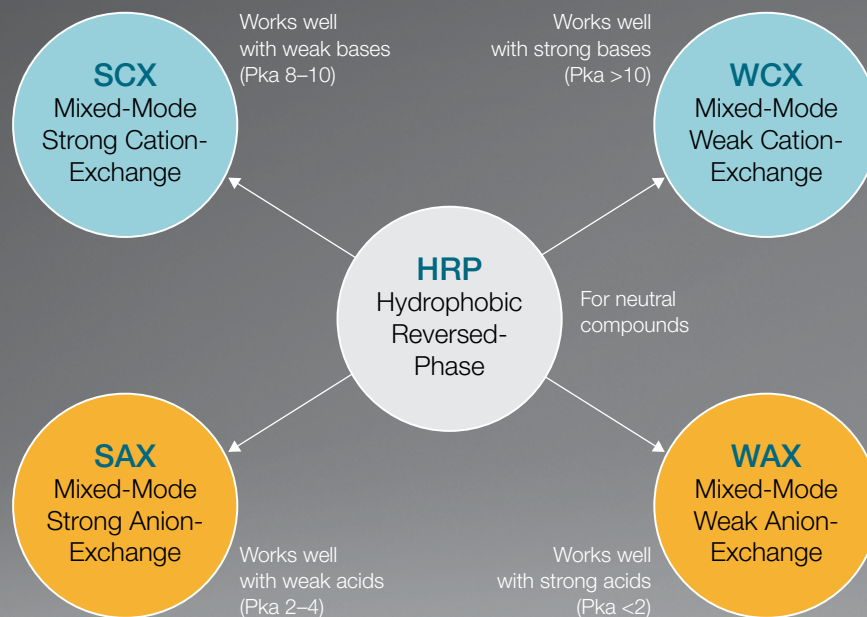 SCX
Mixed-Mode
Strong Cation-
Exchange
Works well
with weak bases
(Pka 8–10)
Works well
with strong bases
(Pka >10)
WCX
Mixed-Mode
Weak Cation-
Exchange
HRP
Hydrophobic
Reversed-
Phase
For neutral
compounds
SAX
Mixed-Mode
Strong Anion-
Exchange
Works well
with weak acids
(Pka 2–4)
Works well
with strong acids
(Pka <2)
WAX
Mixed-Mode
Weak Anion-
Exchange